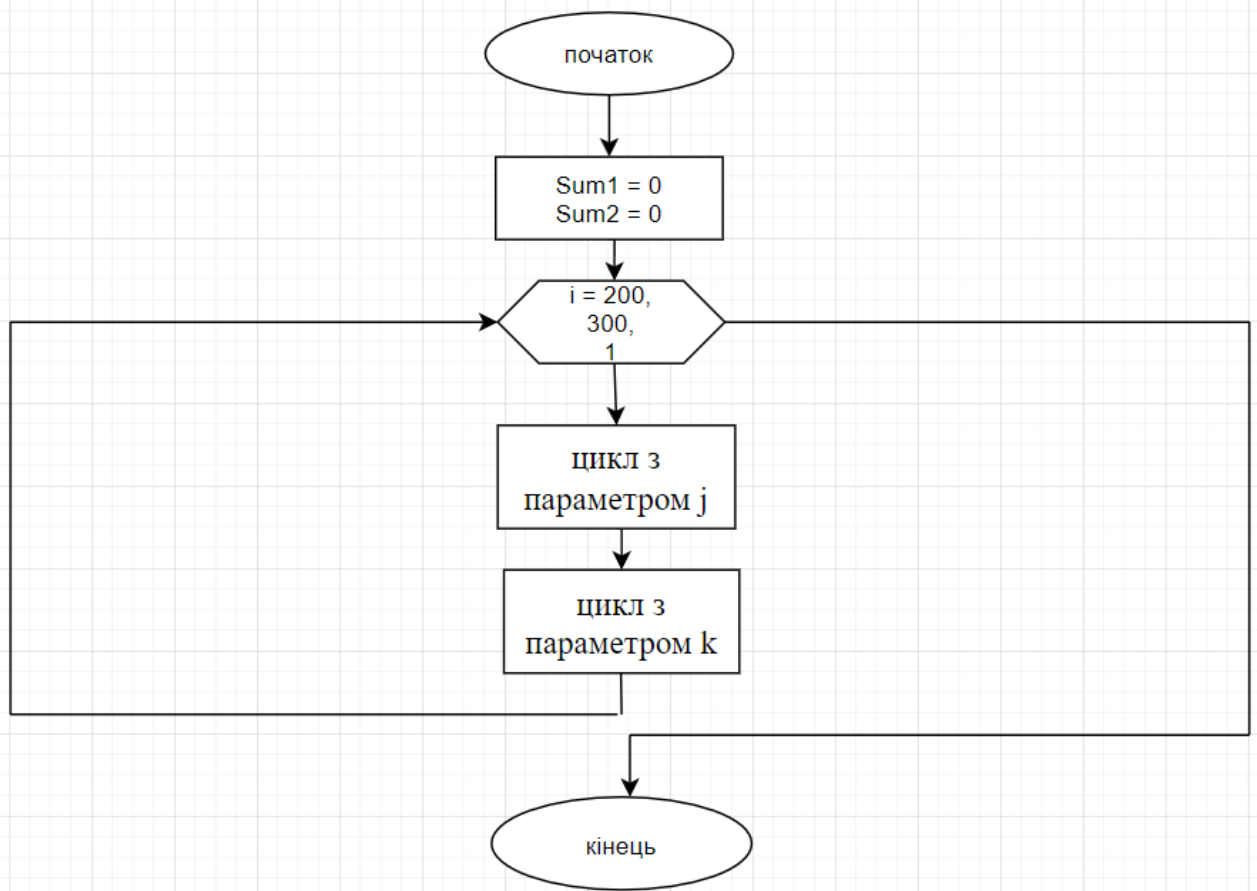 початок
Sum1 = 0
Sum2 = 0
i = 200,
300,
1
цикл з
параметром j
цикл з
параметром k
кінець